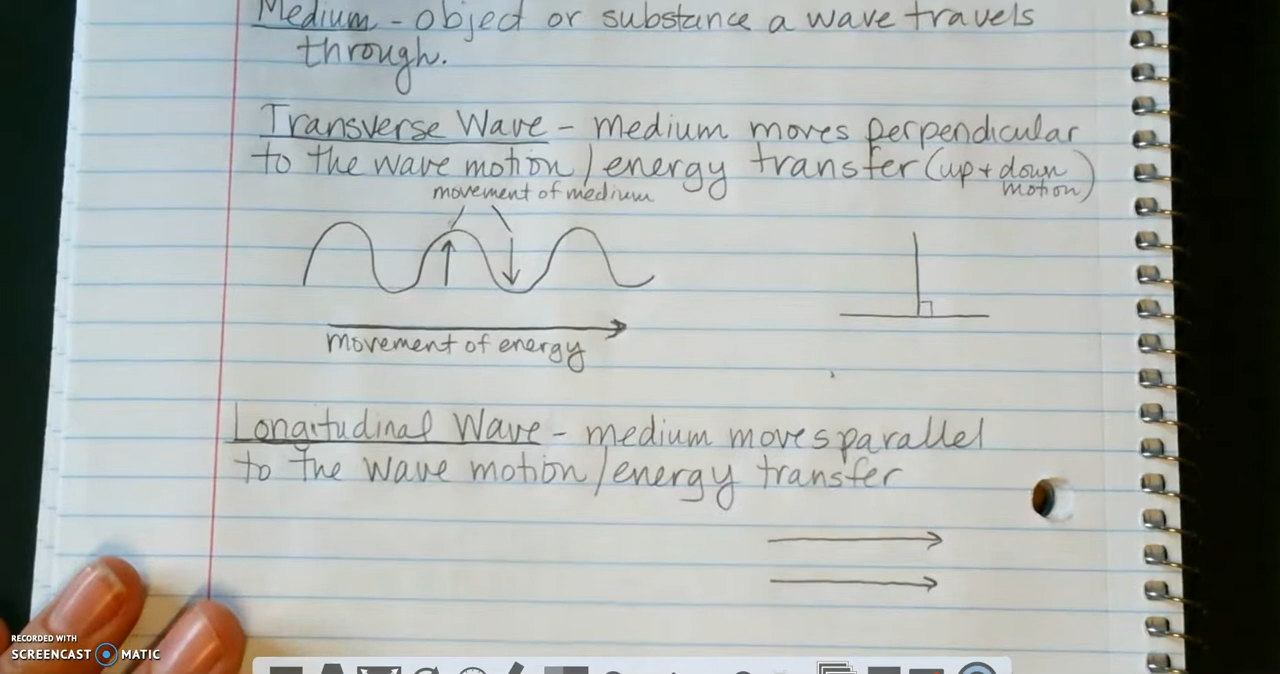 Medium - object or substance a wave travels
through.
Transverse Wave - medium moves perpendicular
to the wave motion/energy transfer (up + down
motion)
movement of medium
movement of energy
Longitudinal Wave - medium moves parallel
to the wave motion/energy transfer
RECORDED WITH
SCREENCAST MATIC